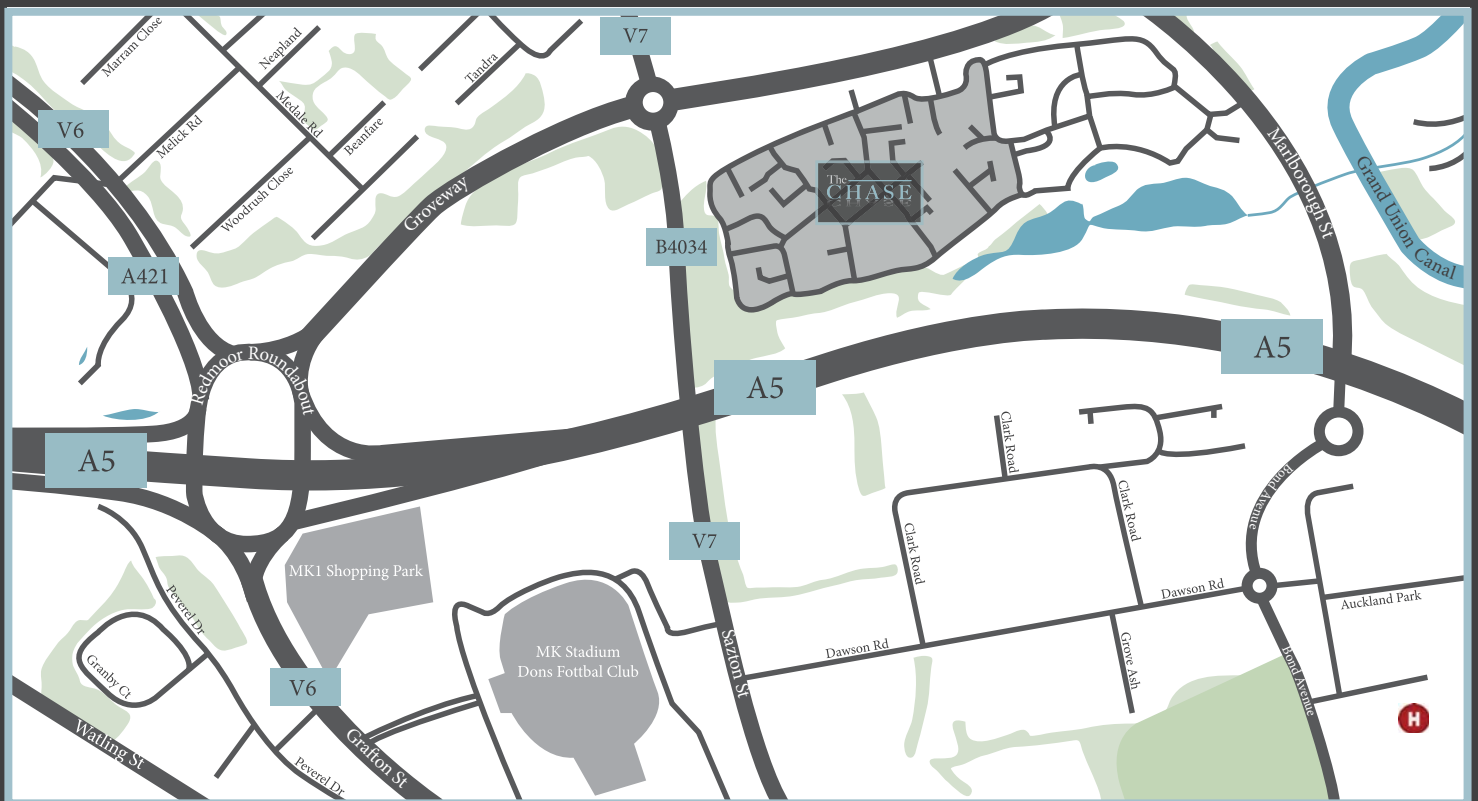 Marram Close
Neapland
Tandra
V7
V6
Melick Rd
Medale Rd
Beanfare
Woodrush Close
Groveway
The
CHASE
Marlborough St
Grand Union Canal
B4034
A421
Redmoor Roundabout
A5
A5
A5
Clark Road
Clark Road
Clark Road
Bond Avenue
V7
MK1 Shopping Park
Dawson Rd
Auckland Park
Peverel Dr
Granby Ct
MK Stadium
Dons Fottbal Club
Sazton St
Dawson Rd
Grove Ash
Bond Avenue
V6
H
Watling St
Grafton St
Peverel Dr